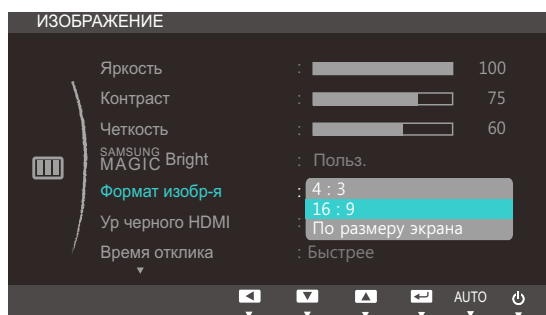 ИЗОБРАЖЕНИЕ
Яркость : 100
Контраст : 75
Четкость : 60
SAMSUNG MAGIC Bright : Польз.
Формат изобр-я : 4 : 3
16 : 9
Ур черного HDMI : По размеру экрана
Время отклика : Быстрее
AUTO